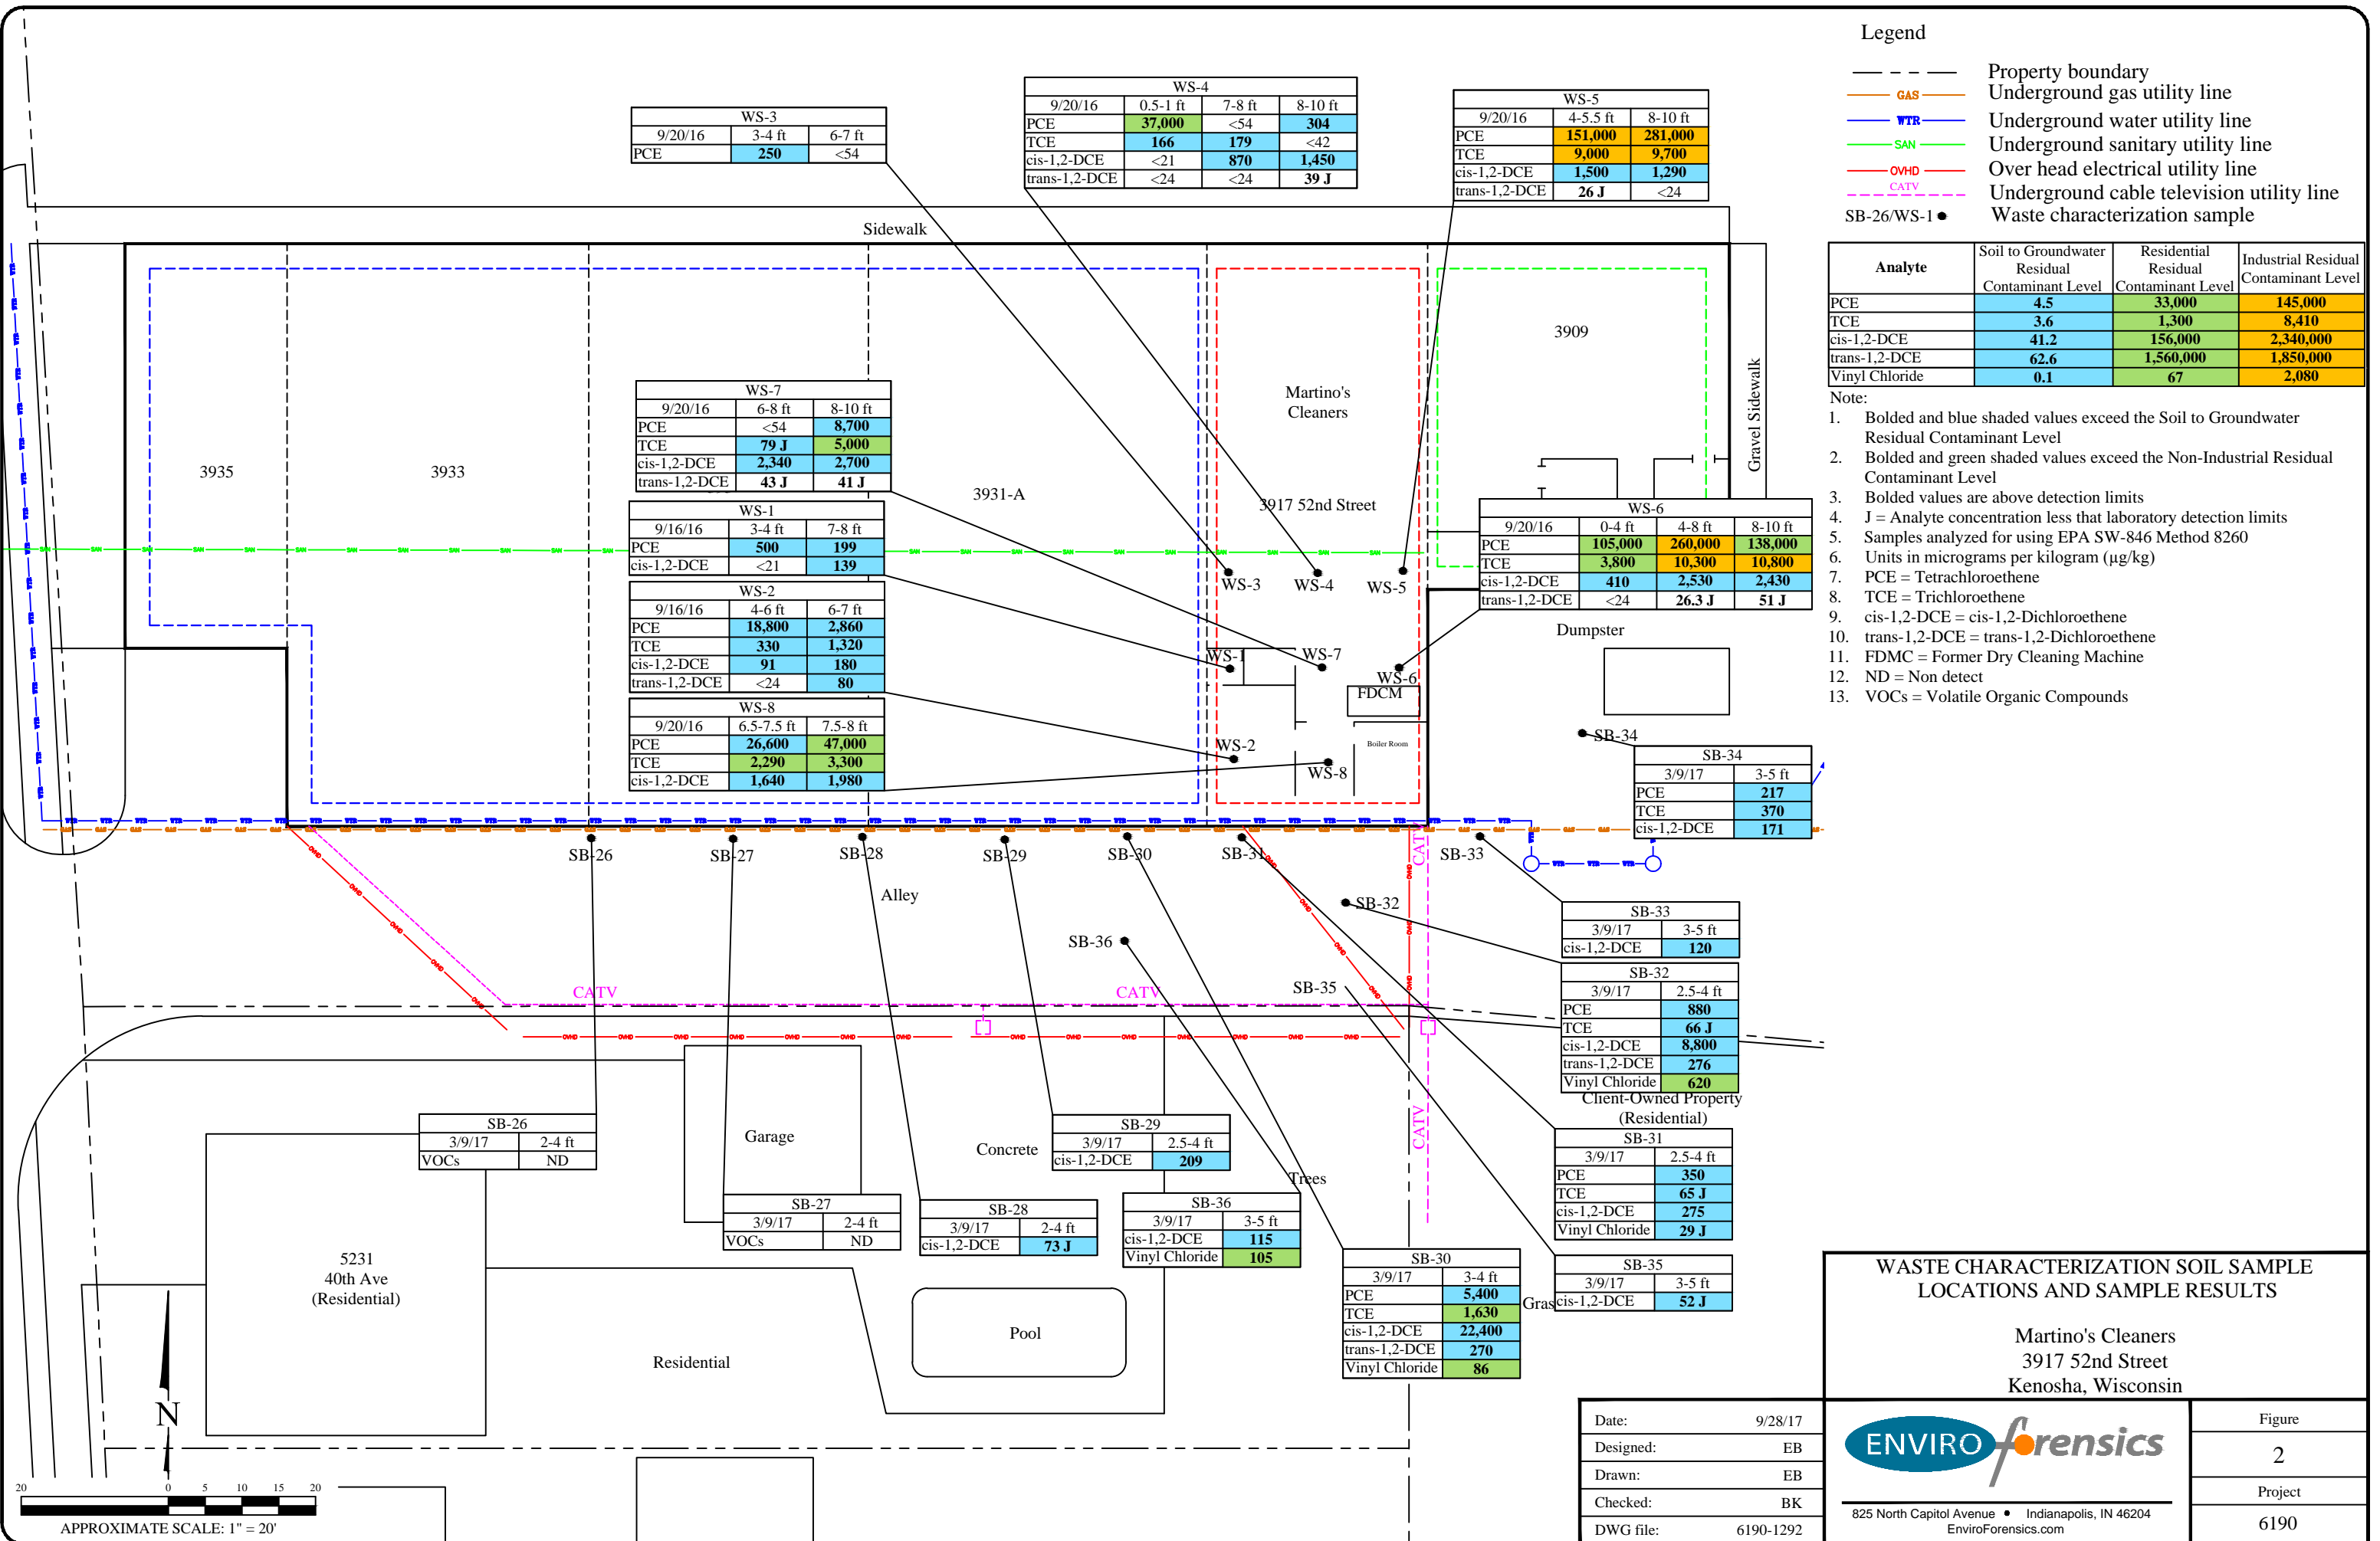 Legend
Property boundary
GAS Underground gas utility line
WTR Underground water utility line
SAN Underground sanitary utility line
OVHD Over head electrical utility line
CATV Underground cable television utility line
SB-26/WS-1 Waste characterization sample
Analyte Soil to Groundwater Residual Contaminant Level Residential Residual Contaminant Level Industrial Residual Contaminant Level
PCE 4.5 33,000 145,000
TCE 3.6 1,300 8,410
cis-1,2-DCE 41.2 156,000 2,340,000
trans-1,2-DCE 62.6 1,560,000 1,850,000
Vinyl Chloride 0.1 67 2,080
Note:
1. Bolded and blue shaded values exceed the Soil to Groundwater
Residual Contaminant Level
2. Bolded and green shaded values exceed the Non-Industrial Residual
Contaminant Level
3. Bolded values are above detection limits
4. J = Analyte concentration less that laboratory detection limits
5. Samples analyzed for using EPA SW-846 Method 8260
6. Units in micrograms per kilogram (µg/kg)
7. PCE = Tetrachloroethene
8. TCE = Trichloroethene
9. cis-1,2-DCE = cis-1,2-Dichloroethene
10. trans-1,2-DCE = trans-1,2-Dichloroethene
11. FDMC = Former Dry Cleaning Machine
12. ND = Non detect
13. VOCs = Volatile Organic Compounds
WS-3
9/20/16 3-4 ft 6-7 ft
PCE 250 <54
WS-4
9/20/16 0.5-1 ft 7-8 ft 8-10 ft
PCE 37,000 <54 304
TCE 166 179 <42
cis-1,2-DCE <21 870 1,450
trans-1,2-DCE <24 <24 39 J
WS-5
9/20/16 4-5.5 ft 8-10 ft
PCE 151,000 281,000
TCE 9,000 9,700
cis-1,2-DCE 1,500 1,290
trans-1,2-DCE 26 J <24
Sidewalk
3935
3933
3931-A
Martino's
Cleaners
3917 52nd Street
3909
Gravel Sidewalk
WS-7
9/20/16 6-8 ft 8-10 ft
PCE <54 8,700
TCE 79 J 5,000
cis-1,2-DCE 2,340 2,700
trans-1,2-DCE 43 J 41 J
WS-1
9/16/16 3-4 ft 7-8 ft
PCE 500 199
cis-1,2-DCE <21 139
WS-2
9/16/16 4-6 ft 6-7 ft
PCE 18,800 2,860
TCE 330 1,320
cis-1,2-DCE 91 180
trans-1,2-DCE <24 80
WS-8
9/20/16 6.5-7.5 ft 7.5-8 ft
PCE 26,600 47,000
TCE 2,290 3,300
cis-1,2-DCE 1,640 1,980
WS-6
9/20/16 0-4 ft 4-8 ft 8-10 ft
PCE 105,000 260,000 138,000
TCE 3,800 10,300 10,800
cis-1,2-DCE 410 2,530 2,430
trans-1,2-DCE <24 26.3 J 51 J
WS-3 WS-4 WS-5
WS-1 WS-7 WS-6
FDCM
WS-2 WS-8
Boiler Room
Dumpster
SB-34
SB-34
3/9/17 3-5 ft
PCE 217
TCE 370
cis-1,2-DCE 171
SB-26 SB-27 SB-28 SB-29 SB-30 SB-31 SB-33
CATV
Alley
SB-32
SB-36
SB-35
CATV CATV
CATV
SB-33
3/9/17 3-5 ft
cis-1,2-DCE 120
SB-32
3/9/17 2.5-4 ft
PCE 880
TCE 66 J
cis-1,2-DCE 8,800
trans-1,2-DCE 276
Vinyl Chloride 620
Client-Owned Property
(Residential)
SB-31
3/9/17 2.5-4 ft
PCE 350
TCE 65 J
cis-1,2-DCE 275
Vinyl Chloride 29 J
SB-35
3/9/17 3-5 ft
cis-1,2-DCE 52 J
SB-26
3/9/17 2-4 ft
VOCs ND
Garage
SB-27
3/9/17 2-4 ft
VOCs ND
SB-28
3/9/17 2-4 ft
cis-1,2-DCE 73 J
Concrete
SB-29
3/9/17 2.5-4 ft
cis-1,2-DCE 209
Trees
SB-36
3/9/17 3-5 ft
cis-1,2-DCE 115
Vinyl Chloride 105
SB-30
3/9/17 3-4 ft
PCE 5,400
TCE 1,630
cis-1,2-DCE 22,400
trans-1,2-DCE 270
Vinyl Chloride 86
Gras
5231
40th Ave
(Residential)
Residential
Pool
N
20 0 5 10 15 20
APPROXIMATE SCALE: 1" = 20'
WASTE CHARACTERIZATION SOIL SAMPLE
LOCATIONS AND SAMPLE RESULTS
Martino's Cleaners
3917 52nd Street
Kenosha, Wisconsin
Date: 9/28/17
Designed: EB
Drawn: EB
Checked: BK
DWG file: 6190-1292
ENVIROforensics
825 North Capitol Avenue • Indianapolis, IN 46204
EnviroForensics.com
Figure
2
Project
6190